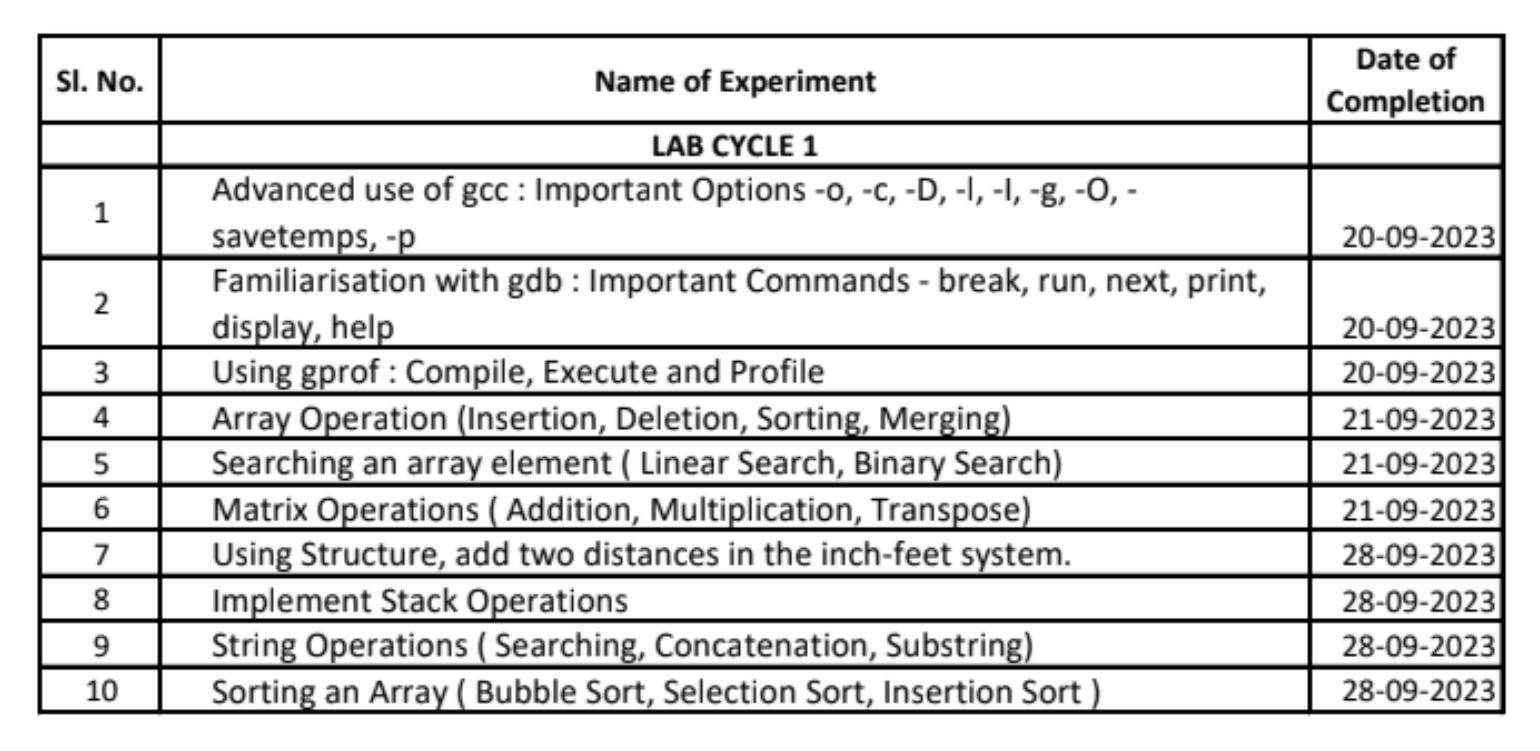 Sl. No. Name of Experiment Date of Completion
LAB CYCLE 1
1 Advanced use of gcc : Important Options -o, -c, -D, -l, -I, -g, -O, -
savetemps, -p 20-09-2023
2 Familiarisation with gdb : Important Commands - break, run, next, print,
display, help 20-09-2023
3 Using gprof : Compile, Execute and Profile 20-09-2023
4 Array Operation (Insertion, Deletion, Sorting, Merging) 21-09-2023
5 Searching an array element ( Linear Search, Binary Search) 21-09-2023
6 Matrix Operations ( Addition, Multiplication, Transpose) 21-09-2023
7 Using Structure, add two distances in the inch-feet system. 28-09-2023
8 Implement Stack Operations 28-09-2023
9 String Operations ( Searching, Concatenation, Substring) 28-09-2023
10 Sorting an Array ( Bubble Sort, Selection Sort, Insertion Sort ) 28-09-2023